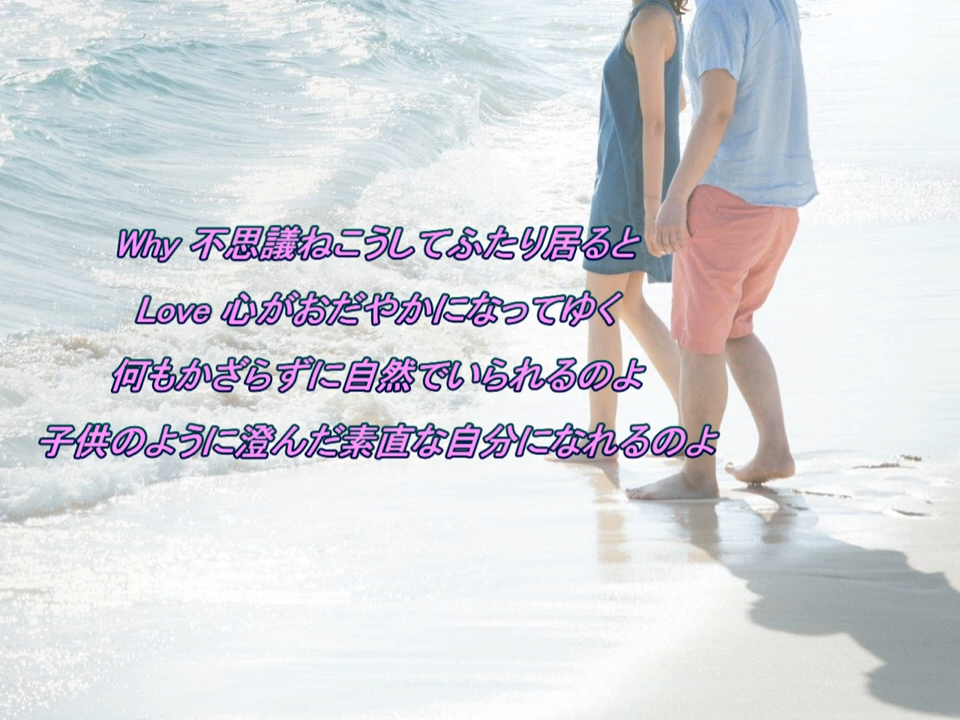 Why 不思議ねこうしてふたり居ると
Love 心がおだやかになってゆく
何もかざらずに自然でいられるのよ
子供のように澄んだ素直な自分になれるのよ